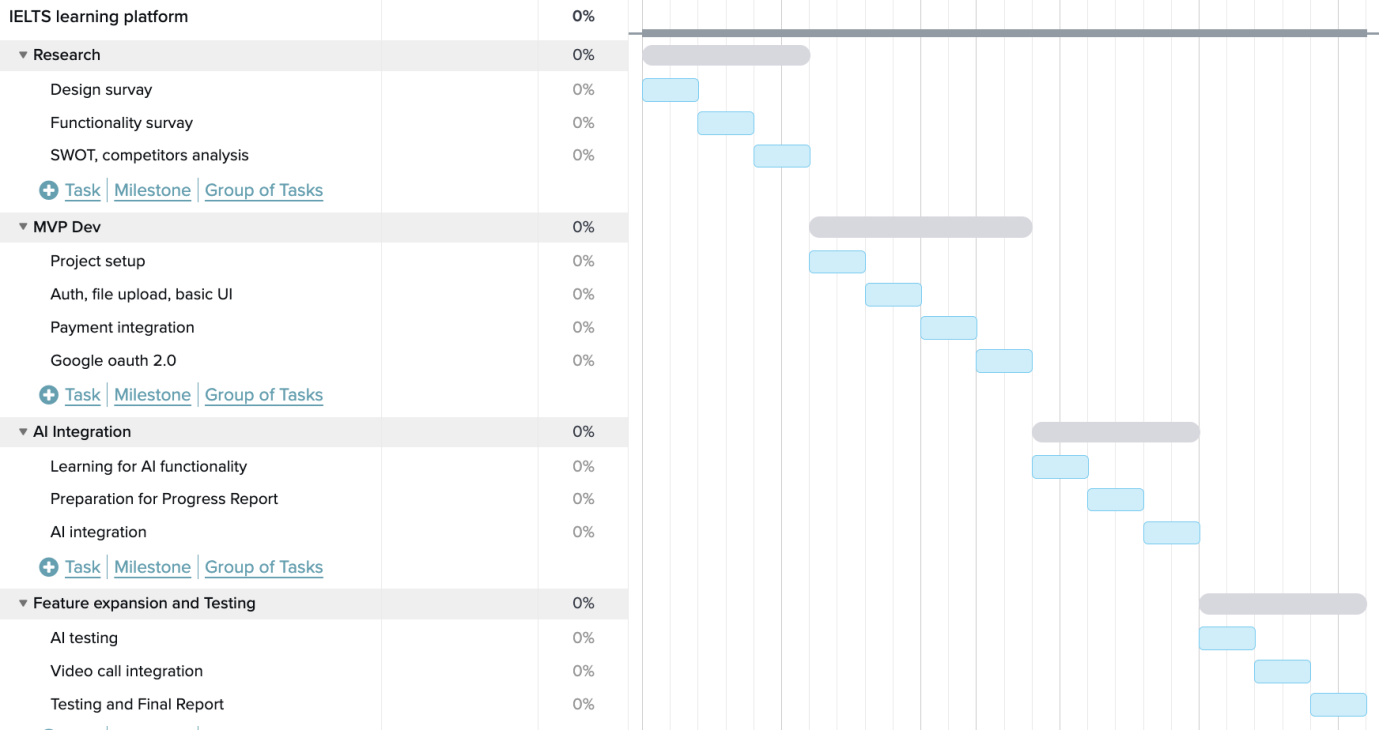 IELTS learning platform 0%
Research 0%
Design survay 0%
Functionality survay 0%
SWOT, competitors analysis 0%
Task Milestone Group of Tasks
MVP Dev 0%
Project setup 0%
Auth, file upload, basic UI 0%
Payment integration 0%
Google oauth 2.0 0%
Task Milestone Group of Tasks
AI Integration 0%
Learning for AI functionality 0%
Preparation for Progress Report 0%
AI integration 0%
Task Milestone Group of Tasks
Feature expansion and Testing 0%
AI testing 0%
Video call integration 0%
Testing and Final Report 0%